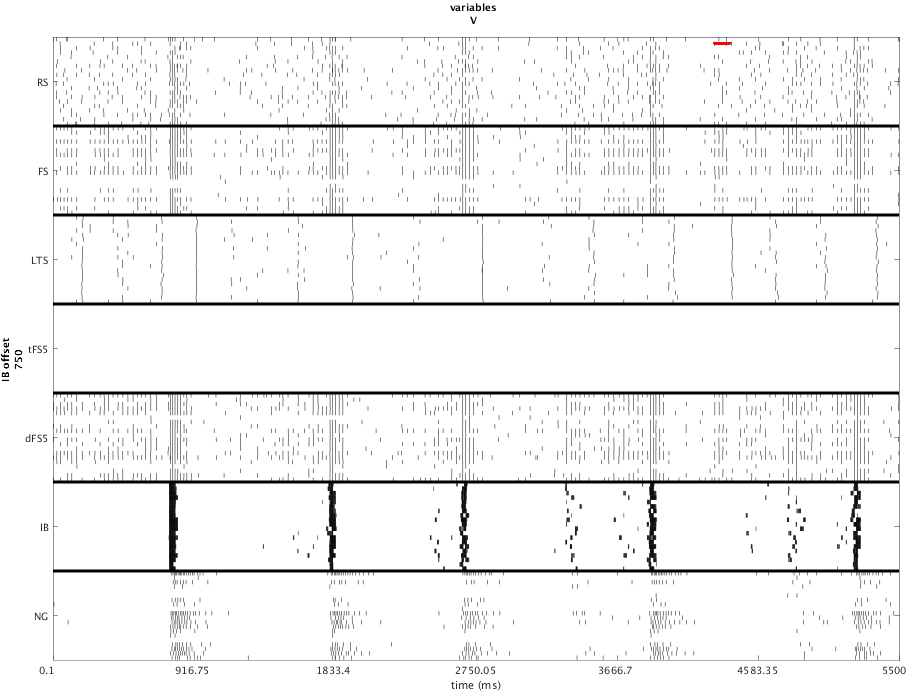 variables
V
RS
FS
LTS
tFS5
dFS5
IB
NG
IB offset
750
0.1
916.75
1833.4
2750.05
3666.7
4583.35
5500
time (ms)